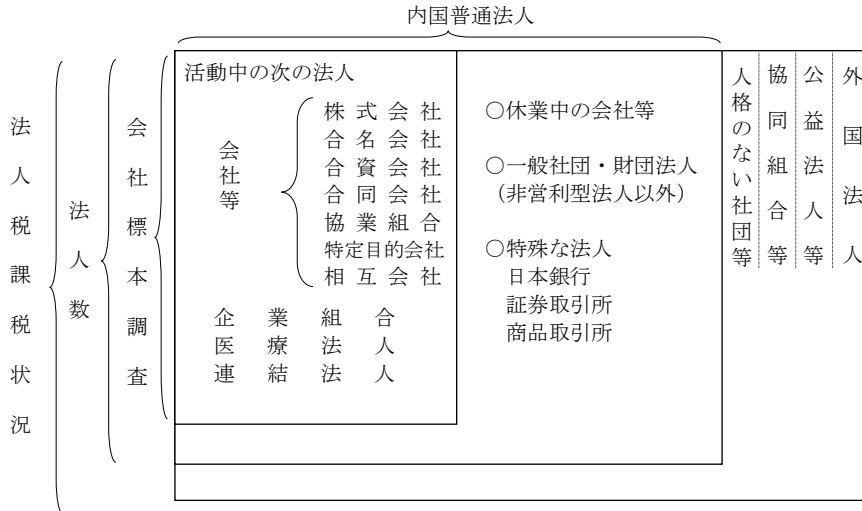 内国普通法人
法人税課税状況
法人数
会社標本調査
活動中の次の法人
会社等
株式会社
合名会社
合資会社
合同会社
協業組合
特定目的会社
相互会社
企業組合
医療法人
連結法人
○休業中の会社等
○一般社団・財団法人
(非営利型法人以外)
○特殊な法人
日本銀行
証券取引所
商品取引所
人格のない社団等
協同組合等
公益法人等
外国法人